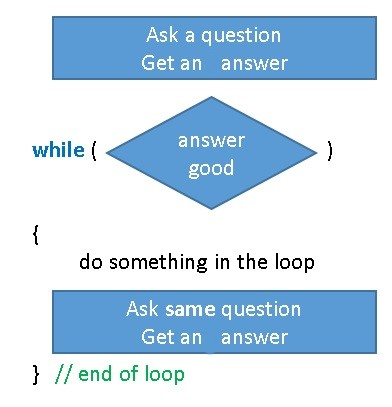 Ask a question
Get an answer
while ( answer good )
{
do something in the loop
Ask same question
Get an answer
} // end of loop